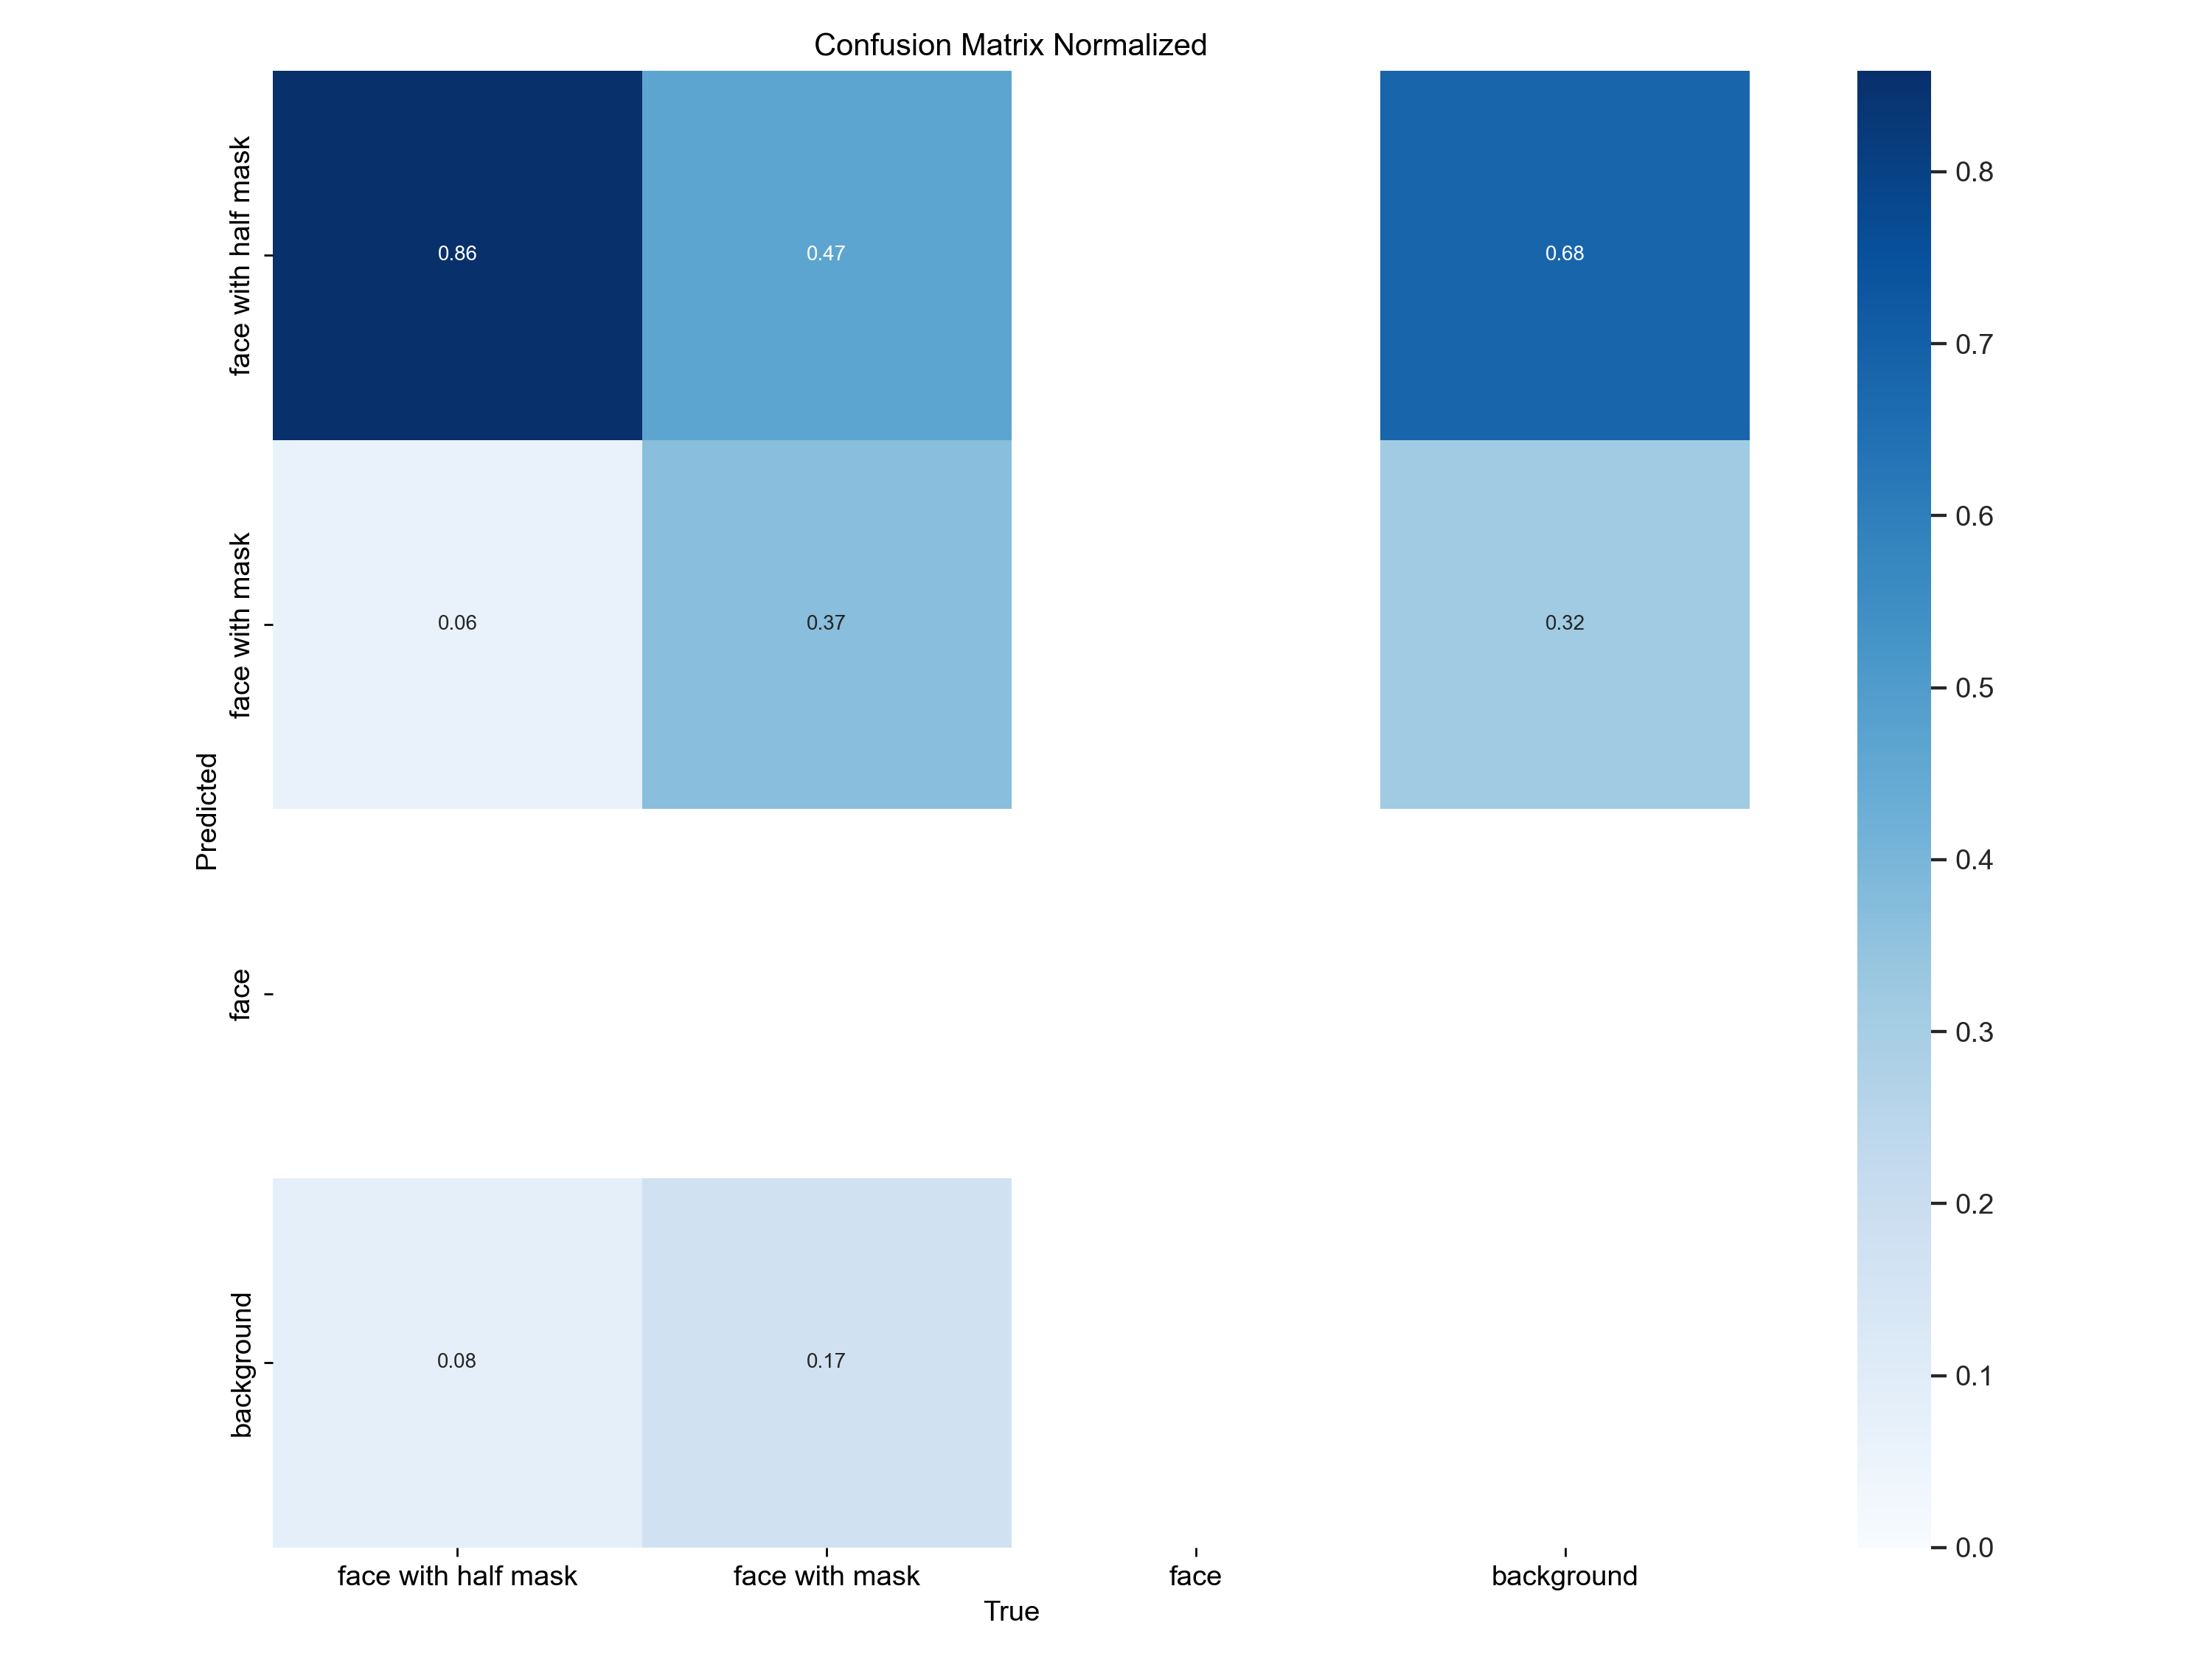 Confusion Matrix Normalized
face with half mask
0.86
0.47
0.68
face with mask
0.06
0.37
0.32
face
background
0.08
0.17
Predicted
face with half mask
face with mask
face
background
True
0.8
0.7
0.6
0.5
0.4
0.3
0.2
0.1
0.0